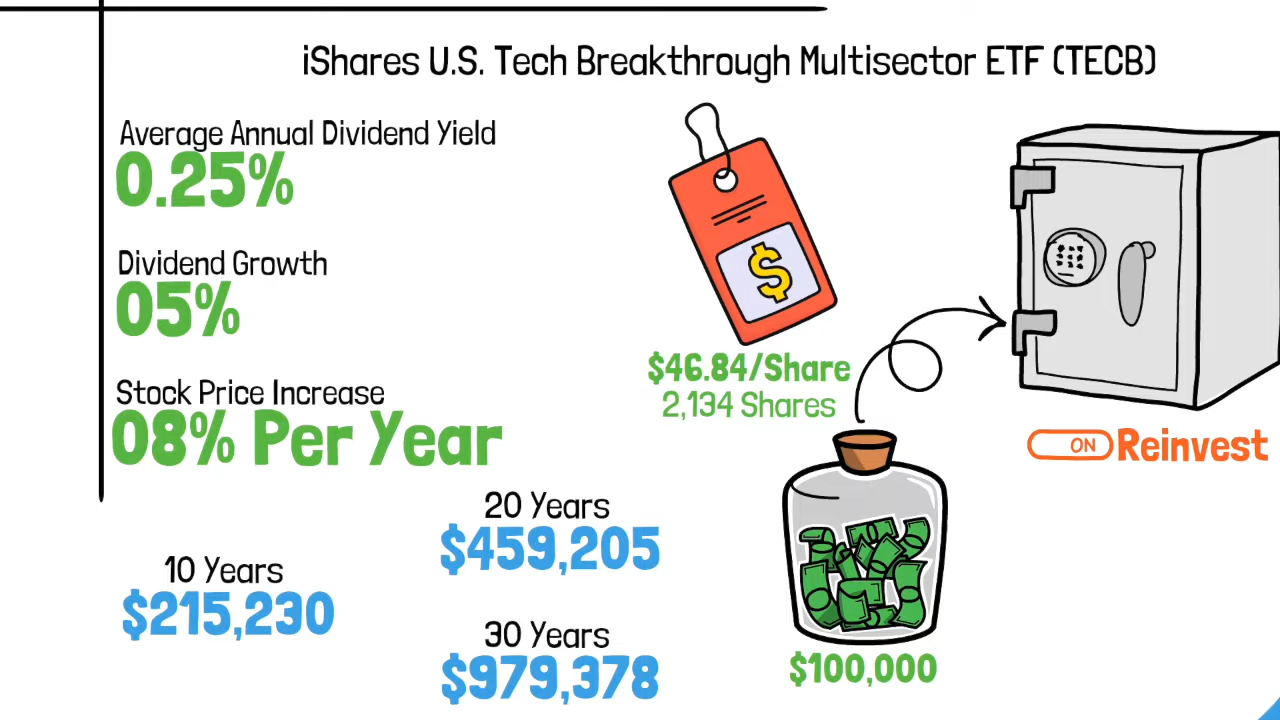 iShares U.S. Tech Breakthrough Multisector ETF (TECB)
Average Annual Dividend Yield
0.25%
Dividend Growth
05%
Stock Price Increase
08% Per Year
$
$46.84/Share
2,134 Shares
ON Reinvest
10 Years
$215,230
20 Years
$459,205
30 Years
$979,378
$100,000